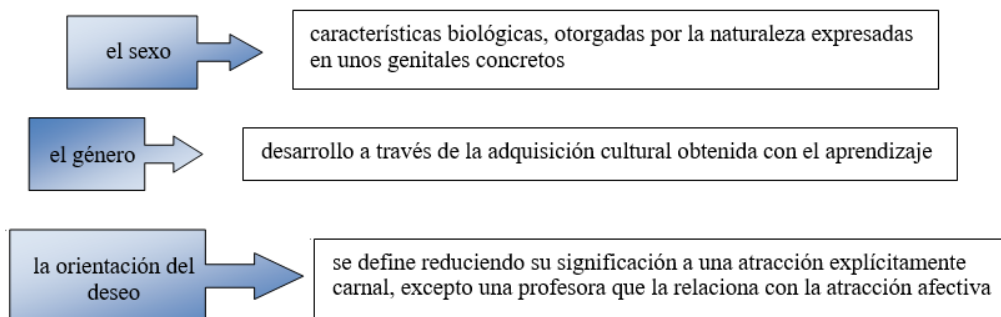 el sexo
características biológicas, otorgadas por la naturaleza expresadas
en unos genitales concretos
el género
desarrollo a través de la adquisición cultural obtenida con el aprendizaje
la orientación del
deseo
se define reduciendo su significación a una atracción explícitamente
carnal, excepto una profesora que la relaciona con la atracción afectiva